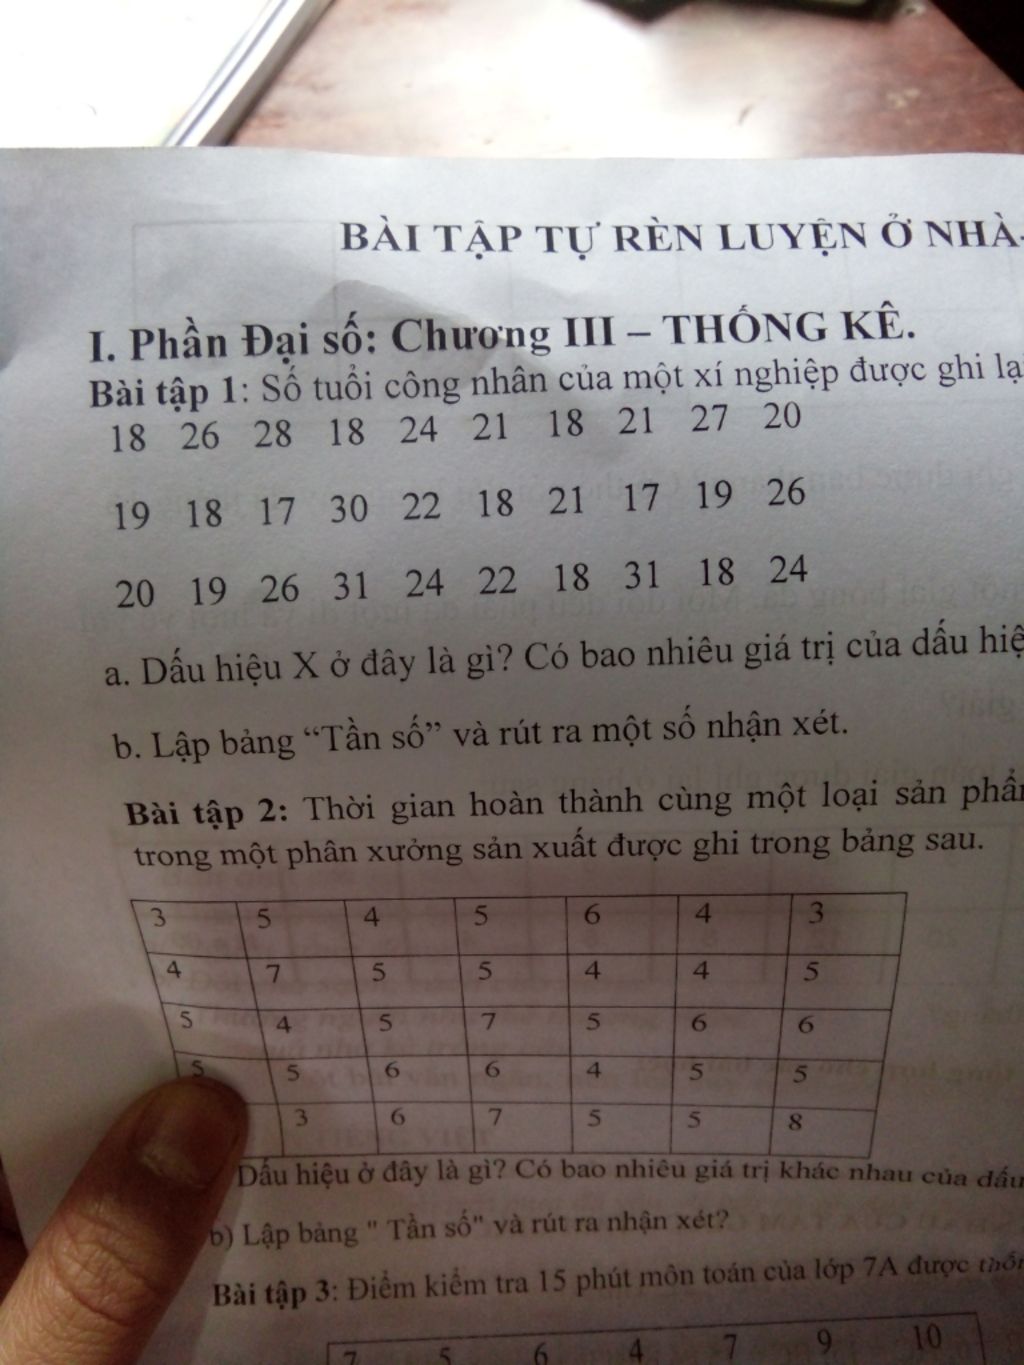 BÀI TẬP TỰ RÈN LUYỆN Ở NHÀ-
I. Phần Đại số: Chương III – THỐNG KÊ.
Bài tập 1: Số tuổi công nhân của một xí nghiệp được ghi lạ
18 26 28 18 24 21 18 21 27 20
19 18 17 30 22 18 21 17 19 26
20 19 26 31 24 22 18 31 18 24
a. Dấu hiệu X ở đây là gì? Có bao nhiêu giá trị của dấu hiệ
b. Lập bảng “Tần số” và rút ra một số nhận xét.
Bài tập 2: Thời gian hoàn thành cùng một loại sản phẩ
trong một phân xưởng sản xuất được ghi trong bảng sau.
3 5 4 5 6 4 3
4 7 5 5 4 4 5
5 4 5 7 5 6 6
5 5 6 6 4 5 5
3 6 7 5 5 8
Dấu hiệu ở đây là gì? Có bao nhiêu giá trị khác nhau của dấu
b) Lập bảng " Tần số" và rút ra nhận xét?
Bài tập 3: Điểm kiểm tra 15 phút môn toán của lớp 7A được thố
7 5 6 4 7 9 10